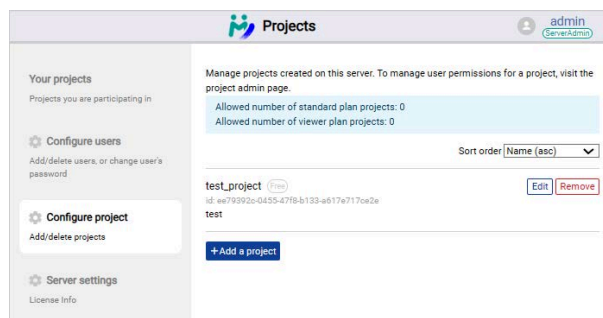 Projects
admin
(ServerAdmin)
Your projects
Projects you are participating in
Configure users
Add/delete users, or change user's
password
Configure project
Add/delete projects
Server settings
License Info
Manage projects created on this server. To manage user permissions for a project, visit the
project admin page.
Allowed number of standard plan projects: 0
Allowed number of viewer plan projects: 0
Sort order Name (asc)
test_project Free
Edit Remove
id: ee79392c-0455-47f8-b133-a617e717ce2e
test
+Add a project